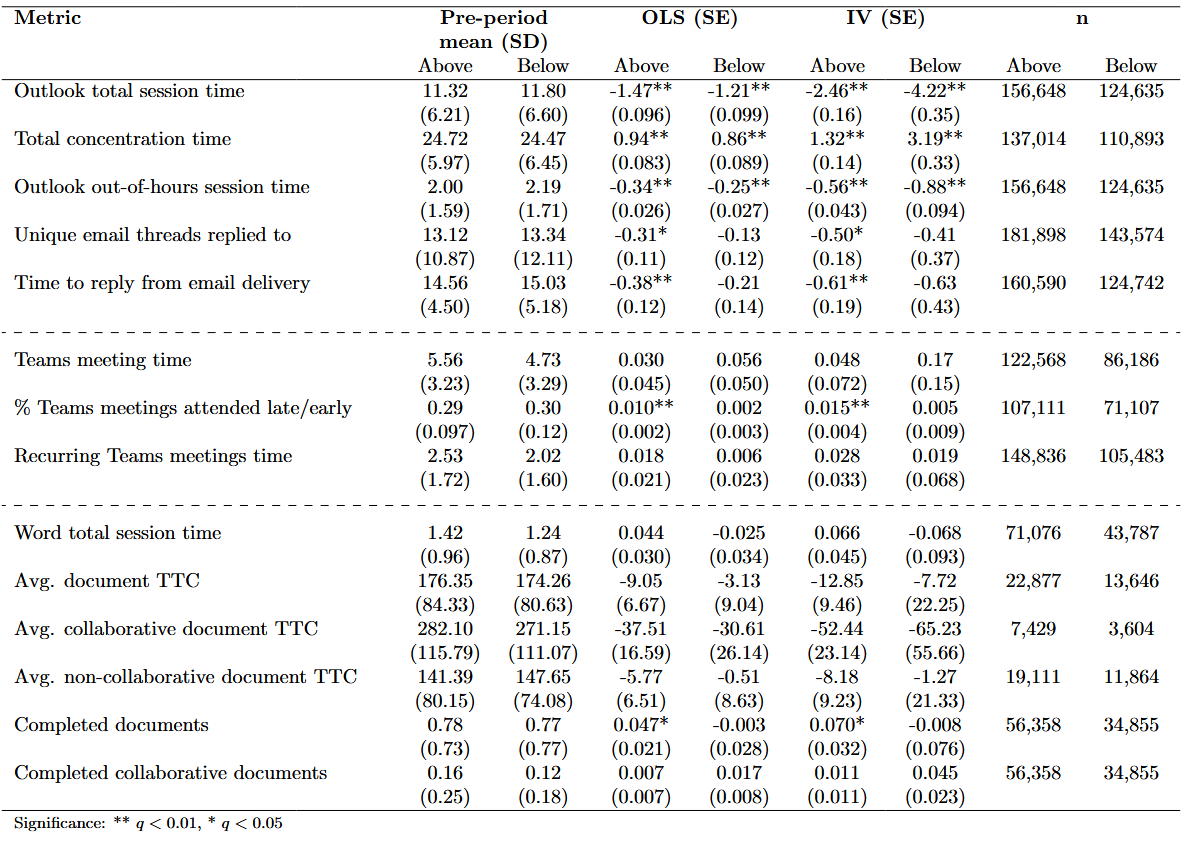 Metric Pre-period OLS (SE) IV (SE) n
mean (SD)
Above Below Above Below Above Below Above Below
Outlook total session time 11.32 11.80 -1.47** -1.21** -2.46** -4.22** 156,648 124,635
(6.21) (6.60) (0.096) (0.099) (0.16) (0.35)
Total concentration time 24.72 24.47 0.94** 0.86** 1.32** 3.19** 137,014 110,893
(5.97) (6.45) (0.083) (0.089) (0.14) (0.33)
Outlook out-of-hours session time 2.00 2.19 -0.34** -0.25** -0.56** -0.88** 156,648 124,635
(1.59) (1.71) (0.026) (0.027) (0.043) (0.094)
Unique email threads replied to 13.12 13.34 -0.31* -0.13 -0.50* -0.41 181,898 143,574
(10.87) (12.11) (0.11) (0.12) (0.18) (0.37)
Time to reply from email delivery 14.56 15.03 -0.38** -0.21 -0.61** -0.63 160,590 124,742
(4.50) (5.18) (0.12) (0.14) (0.19) (0.43)
Teams meeting time 5.56 4.73 0.030 0.056 0.048 0.17 122,568 86,186
(3.23) (3.29) (0.045) (0.050) (0.072) (0.15)
% Teams meetings attended late/early 0.29 0.30 0.010** 0.002 0.015** 0.005 107,111 71,107
(0.097) (0.12) (0.002) (0.003) (0.004) (0.009)
Recurring Teams meetings time 2.53 2.02 0.018 0.006 0.028 0.019 148,836 105,483
(1.72) (1.60) (0.021) (0.023) (0.033) (0.068)
Word total session time 1.42 1.24 0.044 -0.025 0.066 -0.068 71,076 43,787
(0.96) (0.87) (0.030) (0.034) (0.045) (0.093)
Avg. document TTC 176.35 174.26 -9.05 -3.13 -12.85 -7.72 22,877 13,646
(84.33) (80.63) (6.67) (9.04) (9.46) (22.25)
Avg. collaborative document TTC 282.10 271.15 -37.51 -30.61 -52.44 -65.23 7,429 3,604
(115.79) (111.07) (16.59) (26.14) (23.14) (55.66)
Avg. non-collaborative document TTC 141.39 147.65 -5.77 -0.51 -8.18 -1.27 19,111 11,864
(80.15) (74.08) (6.51) (8.63) (9.23) (21.33)
Completed documents 0.78 0.77 0.047* -0.003 0.070* -0.008 56,358 34,855
(0.73) (0.77) (0.021) (0.028) (0.032) (0.076)
Completed collaborative documents 0.16 0.12 0.007 0.017 0.011 0.045 56,358 34,855
(0.25) (0.18) (0.007) (0.008) (0.011) (0.023)
Significance: ** q < 0.01, * q < 0.05